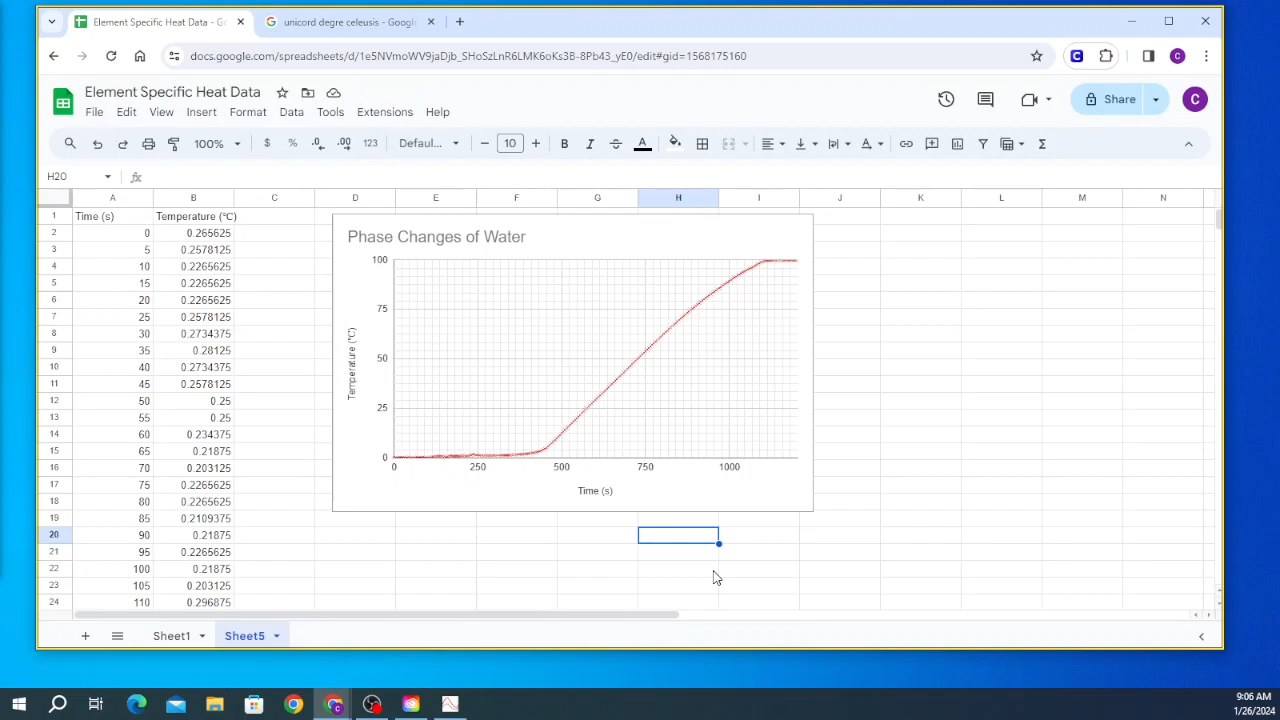 Element Specific Heat Data - Go
unicord degre celeusis - Google
docs.google.com/spreadsheets/d/
/edit#gid=1568175160
Element Specific Heat Data
File Edit View Insert Format Data Tools Extensions Help
Share
C
100% $ % .0 .00 123 Defaul... 10 B I A
H20
fx
A B C D E F G H I J K L M N
1 Time (s) Temperature (℃)
2 0 0.265625
3 5 0.2578125
4 10 0.2265625
5 15 0.2265625
6 20 0.2265625
7 25 0.2578125
8 30 0.2734375
9 35 0.28125
10 40 0.2734375
11 45 0.2578125
12 50 0.25
13 55 0.25
14 60 0.234375
15 65 0.21875
16 70 0.203125
17 75 0.2265625
18 80 0.2265625
19 85 0.2109375
20 90 0.21875
21 95 0.2265625
22 100 0.21875
23 105 0.203125
24 110 0.296875
Phase Changes of Water
100
75
50
25
0
Temperature (℃)
0 250 500 750 1000
Time (s)
Sheet1 Sheet5
9:06 AM
1/26/2024